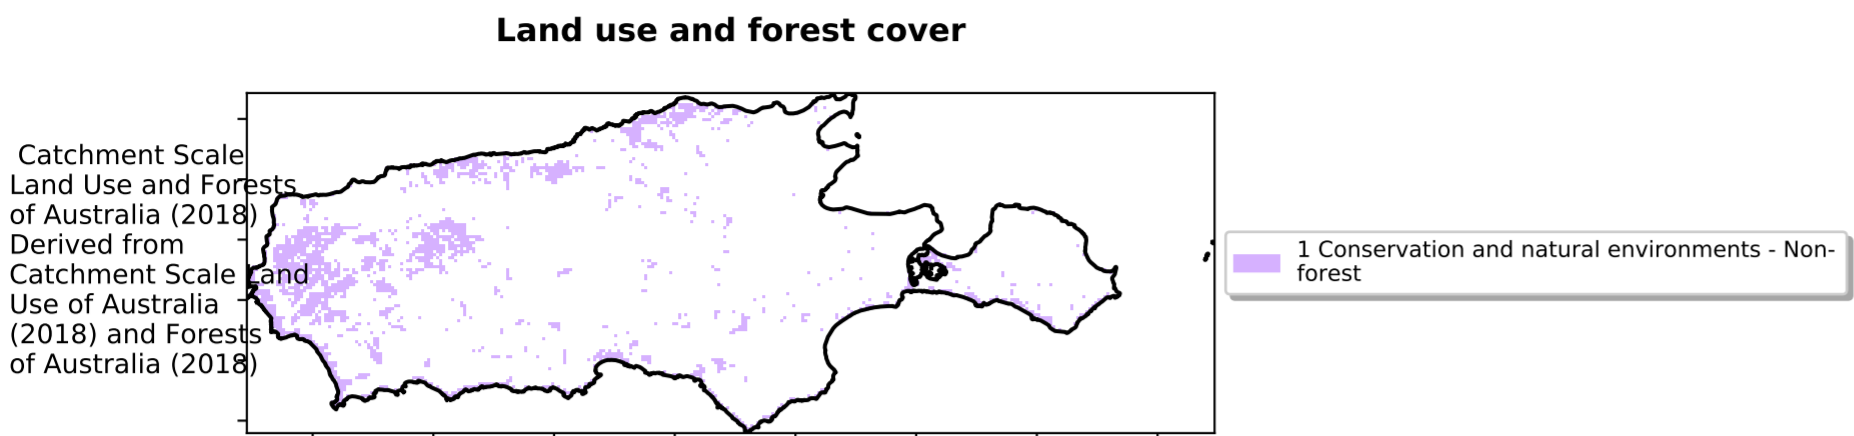 Land use and forest cover
Catchment Scale
Land Use and Forests
of Australia (2018)
Derived from
Catchment Scale Land
Use of Australia
(2018) and Forests
of Australia (2018)
1 Conservation and natural environments - Non-
forest